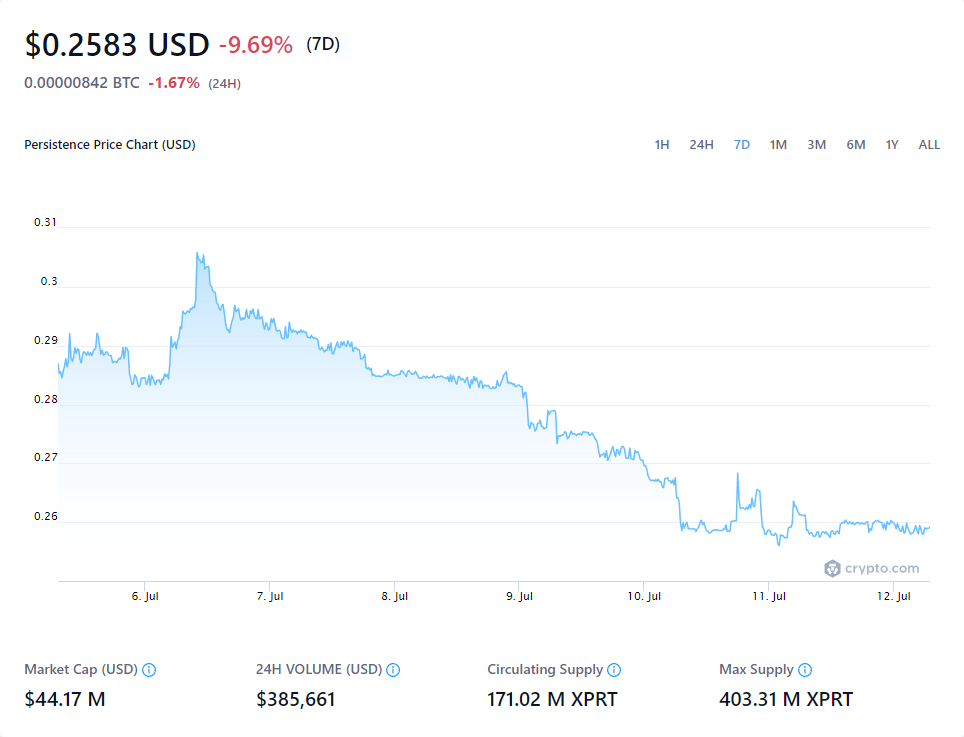 $0.2583 USD -9.69% (7D)
0.00000842 BTC -1.67% (24H)
Persistence Price Chart (USD) 1H 24H 7D 1M 3M 6M 1Y ALL
0.31
0.3
0.29
0.28
0.27
0.26
crypto.com
6. Jul 7. Jul 8. Jul 9. Jul 10. Jul 11. Jul 12. Jul
Market Cap (USD) 24H VOLUME (USD) Circulating Supply Max Supply
$44.17 M $385,661 171.02 M XPRT 403.31 M XPRT